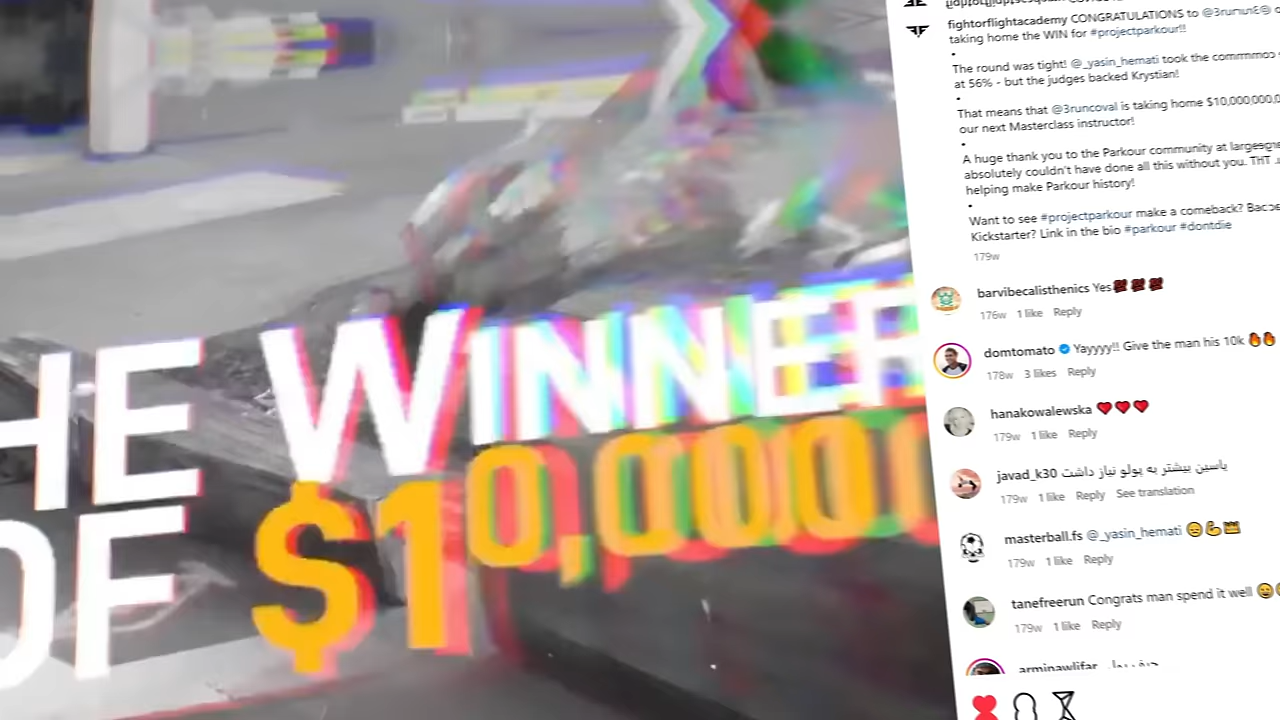 HE WINNER
OF $10,000
fightorflightacademy CONGRATULATIONS to
taking home the WIN for #projectparkour!!
•
The round was tight! @_yasin_hemati took the
at 56% - but the judges backed Krystian!
•
That means that @3runcoval is taking home
our next Masterclass instructor!
•
A huge thank you to the Parkour community at
absolutely couldn't have done all this without you.
helping make Parkour history!
•
Want to see #projectparkour make a comeback?
Kickstarter? Link in the bio #parkour #dontdie
179w
barvibecalisthenics Yes
176w 1 like Reply
domtomato Yayyyy!! Give the man his 10k 🔥🔥
178w 3 likes Reply
hanakowalewska ❤️❤️❤️
179w 1 like Reply
javad_k30 یاسین بیشتر به پولو نیاز داشت
179w 1 like Reply See translation
masterball.fs @_yasin_hemati 😑💪👑
179w 1 like Reply
tanefreerun Congrats man spend it well 😄
179w 1 like Reply
arminawlifar